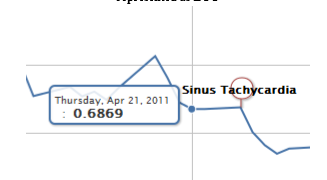 Sinus Tachycardia
Thursday, Apr 21, 2011
: 0.6869